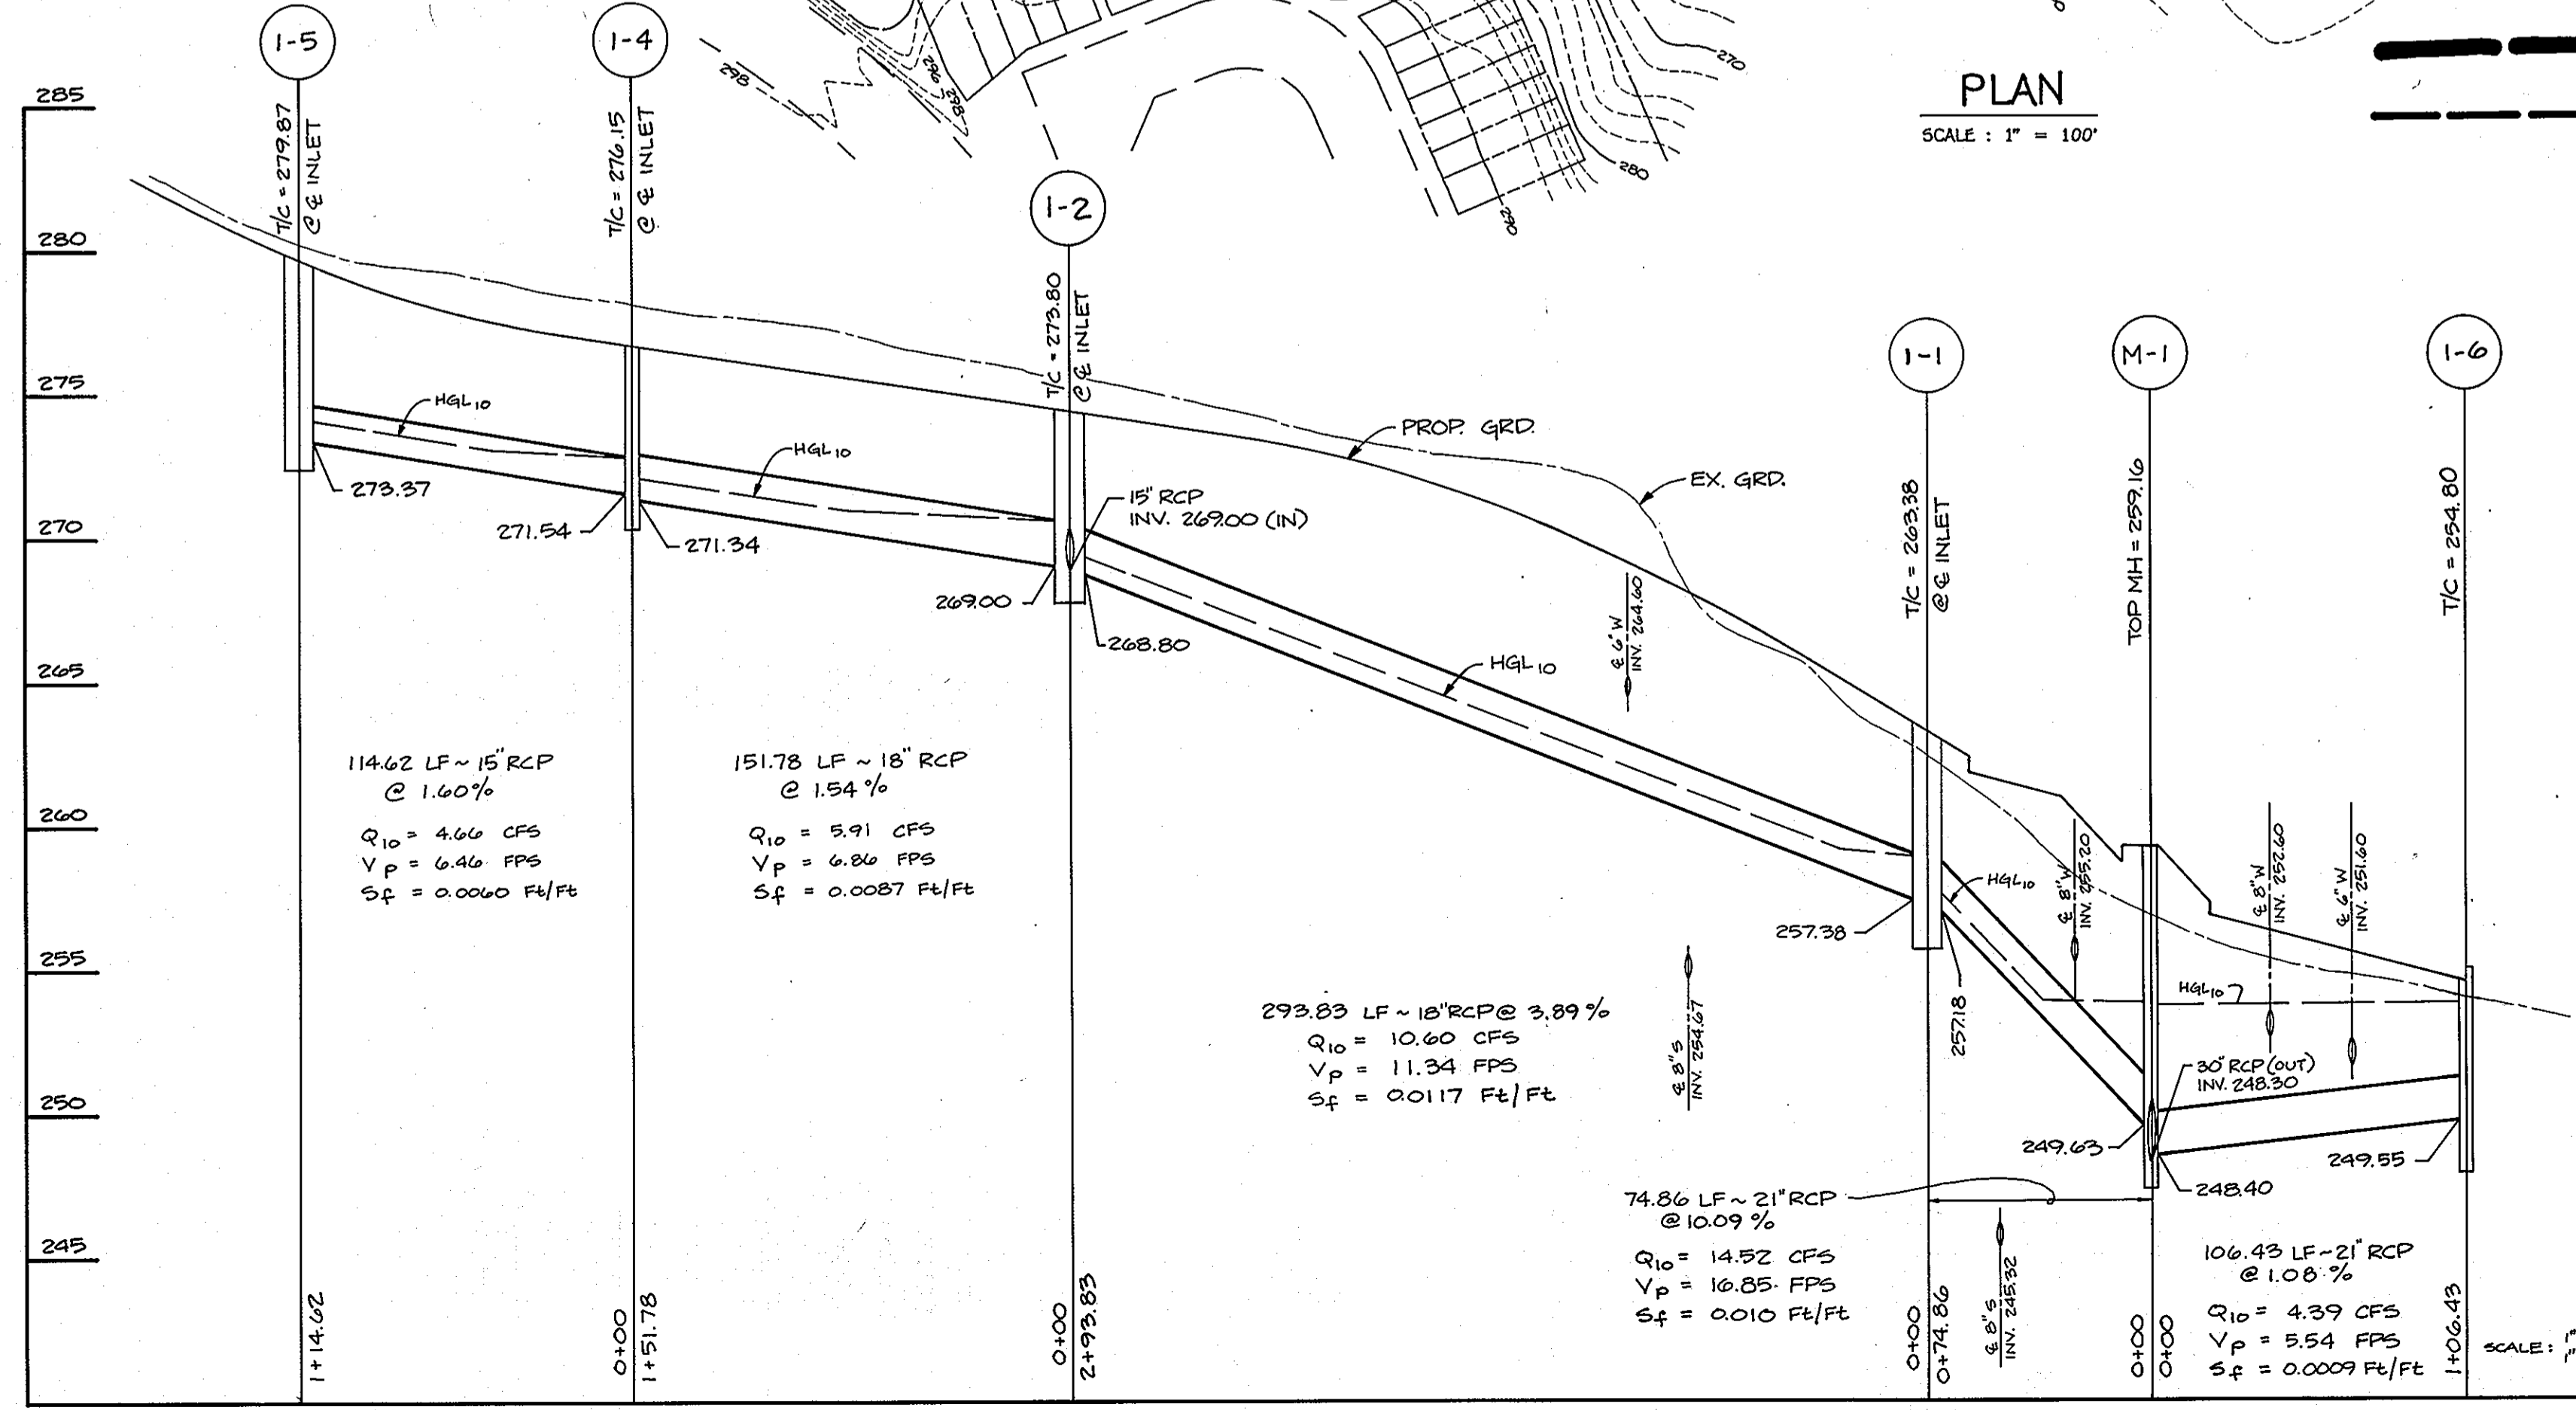 298
296
298
270
280
290
PLAN
SCALE : 1" = 100'
I-5
I-4
I-2
I-1
M-1
I-6
285
280
275
270
265
260
255
250
245
T/C = 279.87
@ ℄ INLET
T/C = 276.15
@ ℄ INLET
T/C = 273.80
@ ℄ INLET
T/C = 263.38
@ ℄ INLET
TOP MH = 259.16
T/C = 254.80
HGL10
HGL10
HGL10
HGL10
HGL10
PROP. GRD.
EX. GRD.
273.37
271.54
271.34
15" RCP
INV. 269.00 (IN)
269.00
268.80
℄ 6" W
INV. 264.60
257.38
257.18
℄ 8" W
INV. 255.20
℄ 8" W
INV. 252.60
℄ 6" W
INV. 251.60
℄ 8" S
INV. 254.67
30" RCP (OUT)
INV. 248.30
249.63
248.40
249.55
℄ 8" S
INV. 245.32
114.62 LF ~ 15" RCP
@ 1.60%
Q10 = 4.66 CFS
Vp = 6.46 FPS
Sf = 0.0060 Ft/Ft
151.78 LF ~ 18" RCP
@ 1.54 %
Q10 = 5.91 CFS
Vp = 6.86 FPS
Sf = 0.0087 Ft/Ft
293.83 LF ~ 18" RCP @ 3.89 %
Q10 = 10.60 CFS
Vp = 11.34 FPS
Sf = 0.0117 Ft/Ft
74.86 LF ~ 21" RCP
@ 10.09 %
Q10 = 14.52 CFS
Vp = 16.85 FPS
Sf = 0.010 Ft/Ft
106.43 LF ~ 21" RCP
@ 1.08 %
Q10 = 4.39 CFS
Vp = 5.54 FPS
Sf = 0.0009 Ft/Ft
1+14.62
0+00
1+51.78
0+00
2+93.83
0+00
0+74.86
0+00
0+00
1+06.43
SCALE: 1"
1"